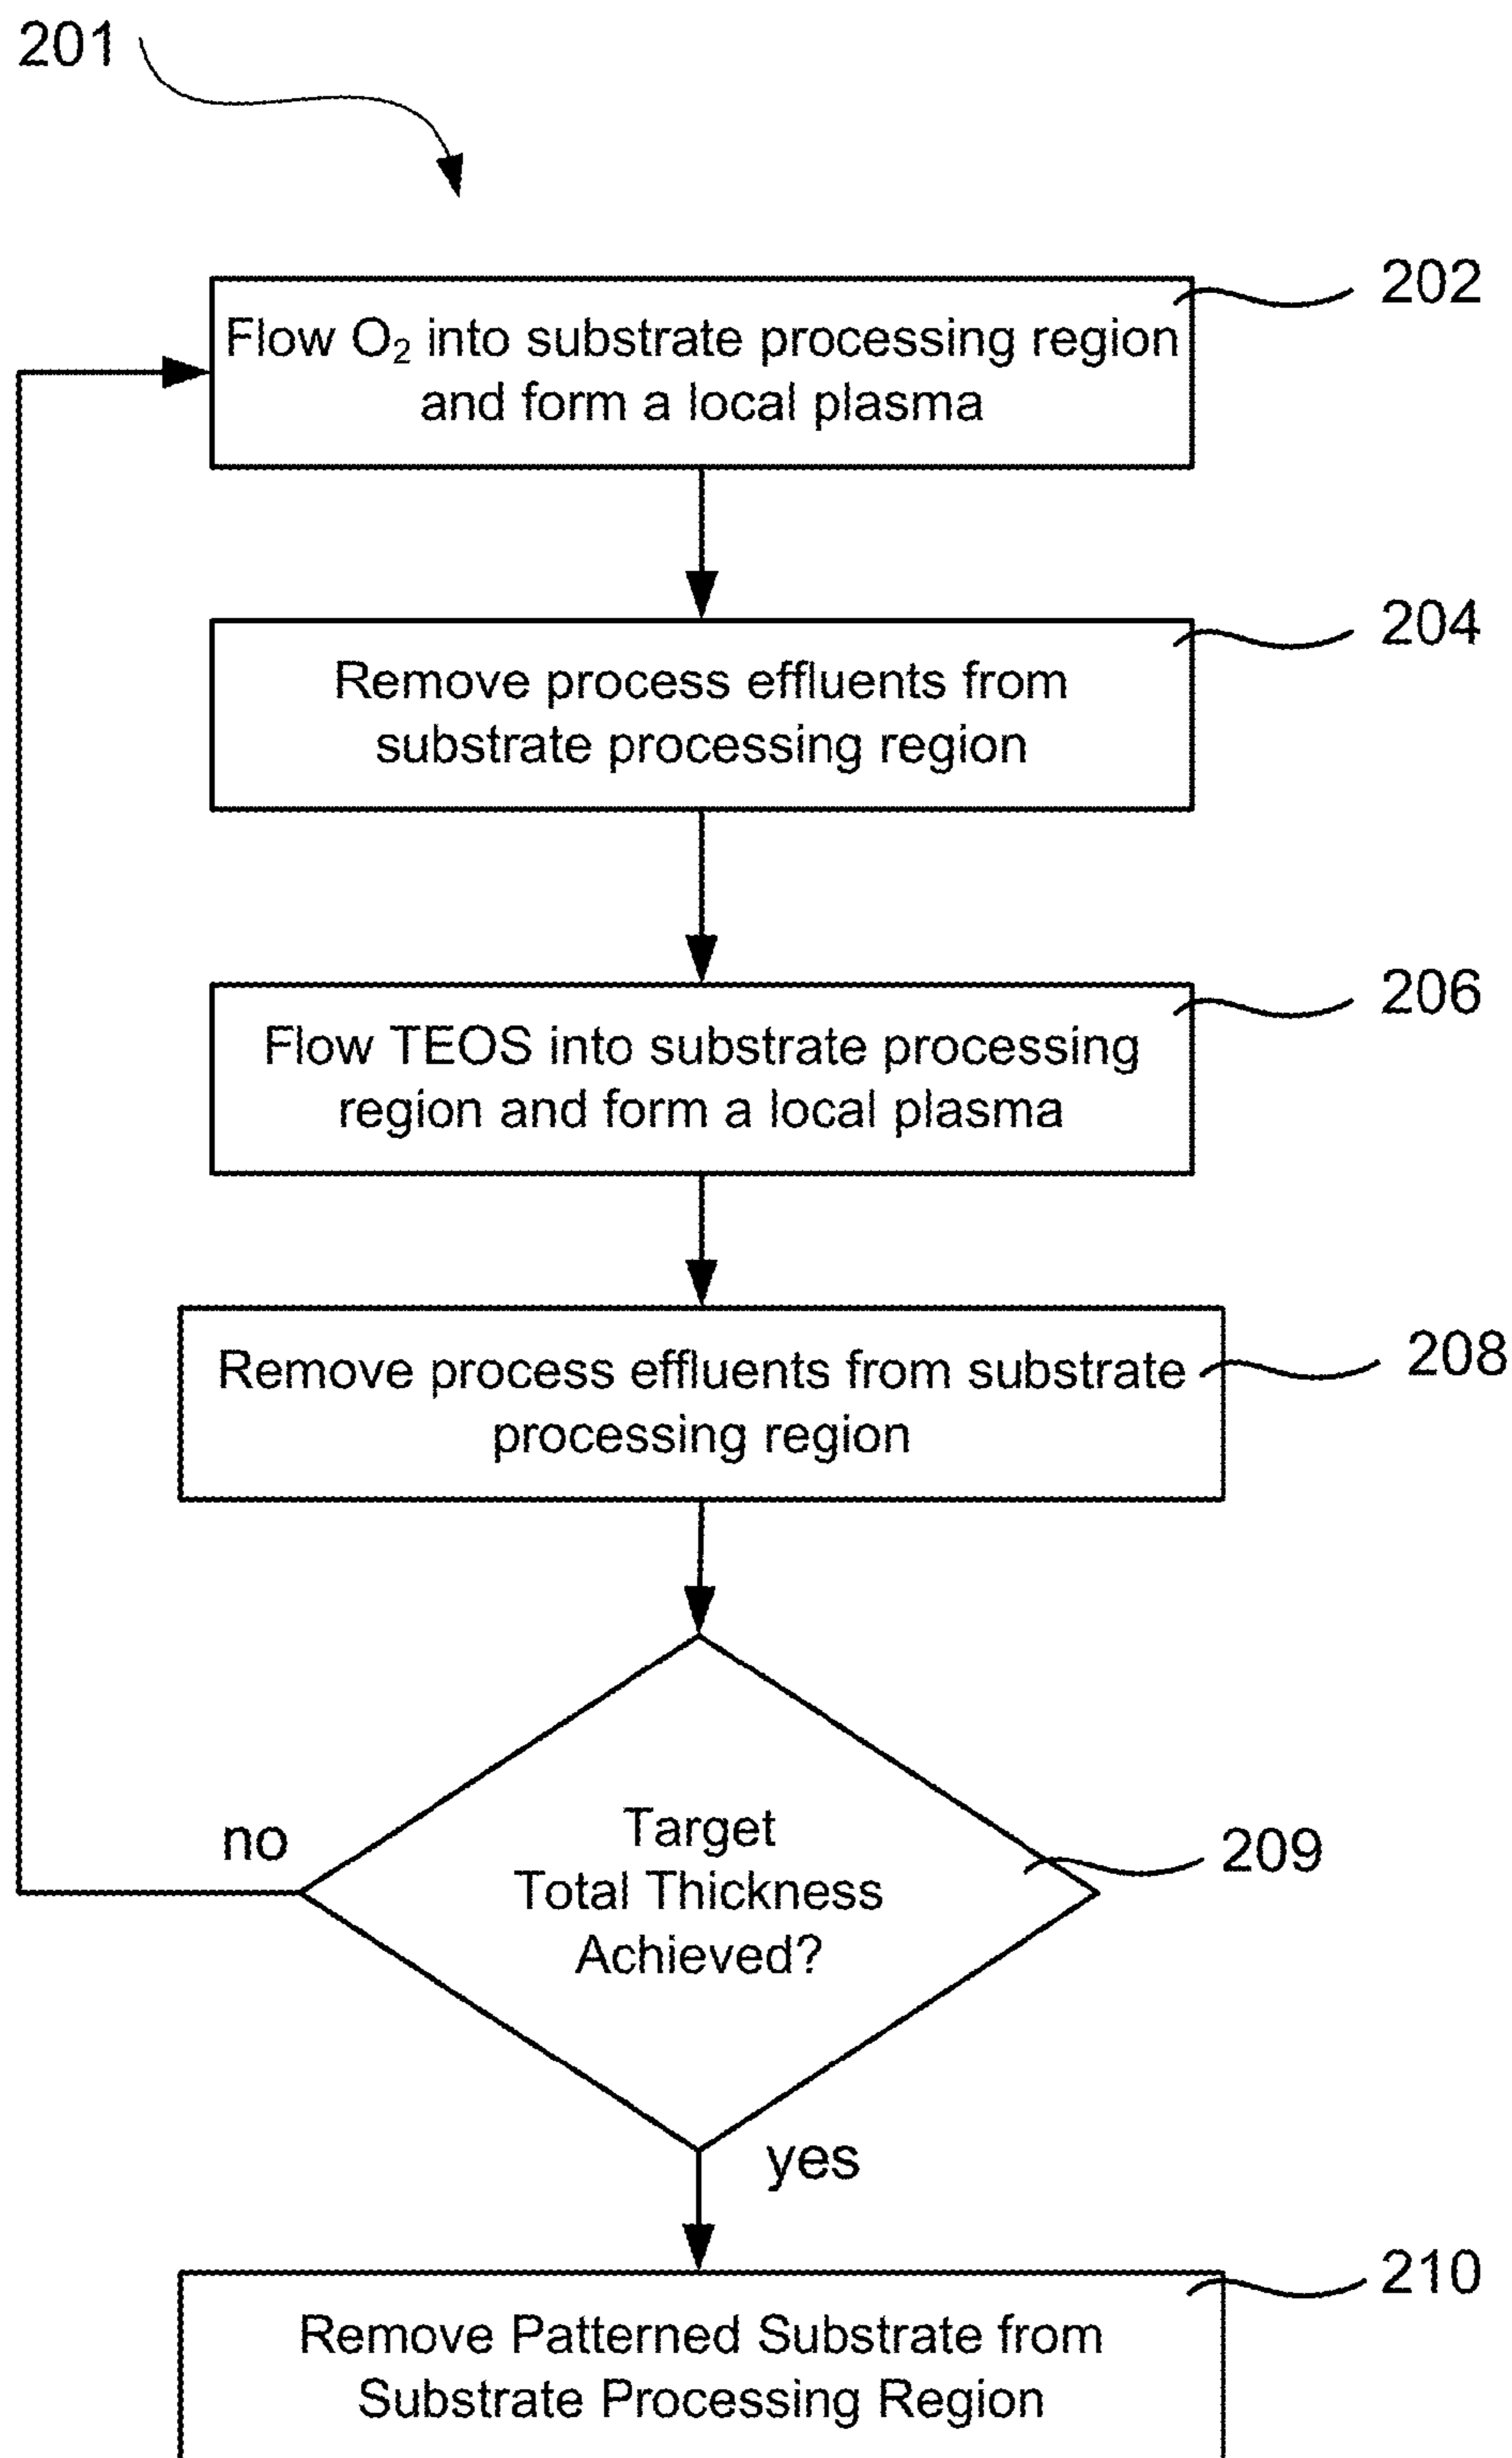 201
202
Flow O₂ into substrate processing region
and form a local plasma
204
Remove process effluents from
substrate processing region
206
Flow TEOS into substrate processing
region and form a local plasma
208
Remove process effluents from substrate
processing region
no
Target
Total Thickness
Achieved?
209
yes
210
Remove Patterned Substrate from
Substrate Processing Region